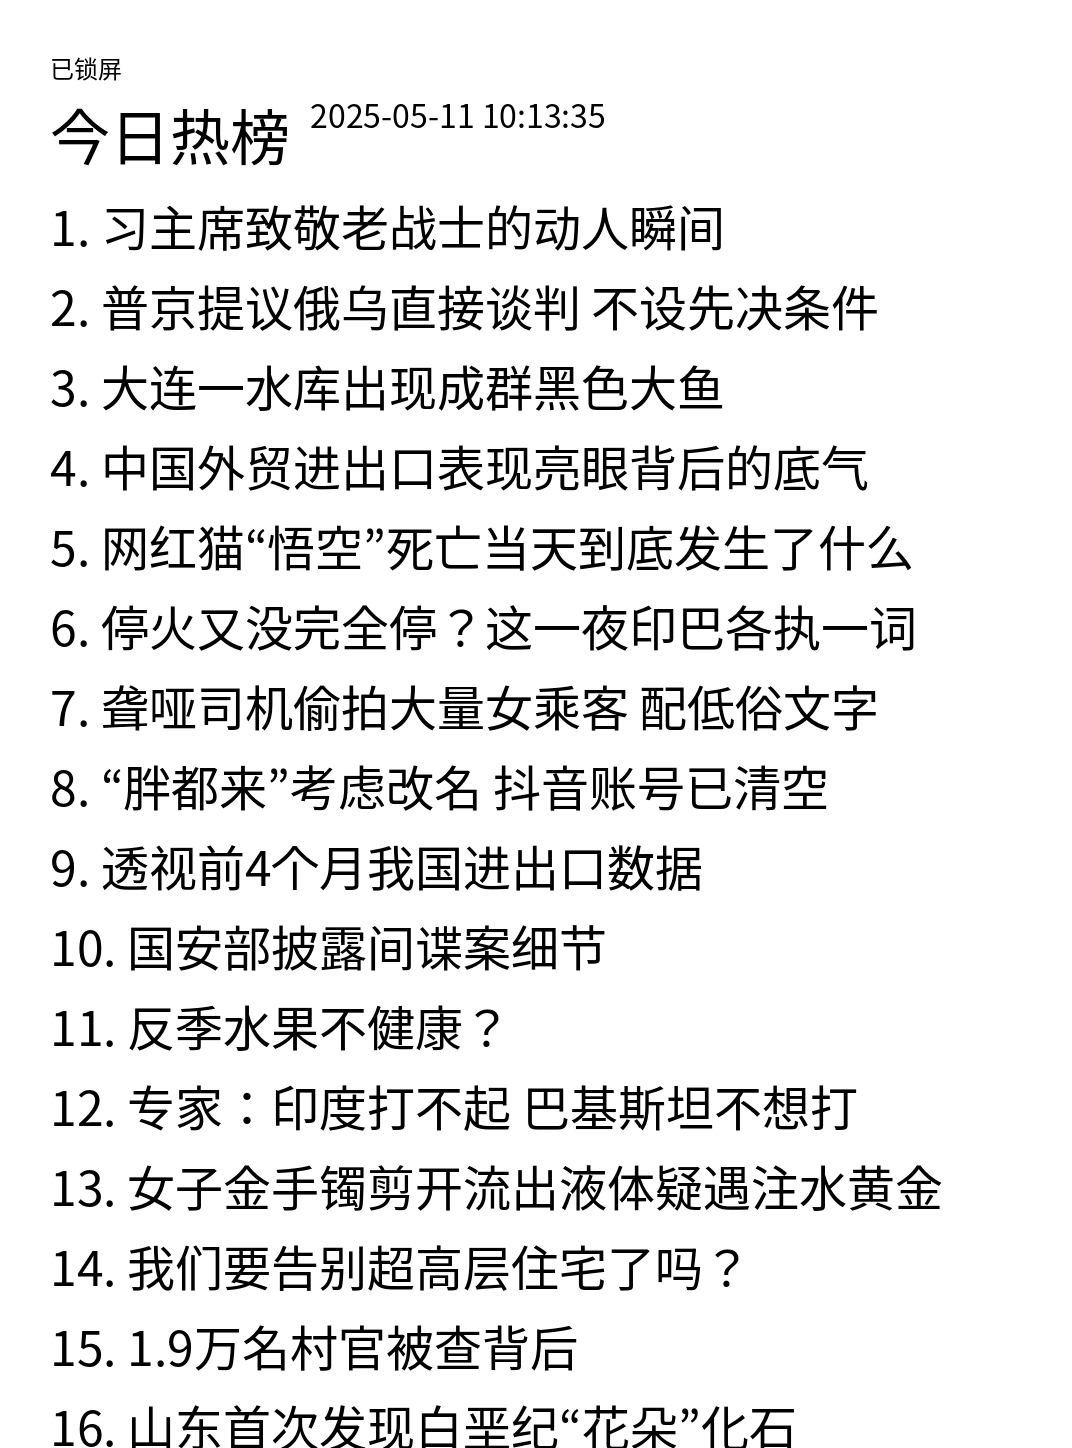 已锁屏
今日热榜 2025-05-11 10:13:35
1. 习主席致敬老战士的动人瞬间
2. 普京提议俄乌直接谈判 不设先决条件
3. 大连一水库出现成群黑色大鱼
4. 中国外贸进出口表现亮眼背后的底气
5. 网红猫“悟空”死亡当天到底发生了什么
6. 停火又没完全停？这一夜印巴各执一词
7. 聋哑司机偷拍大量女乘客 配低俗文字
8. “胖都来”考虑改名 抖音账号已清空
9. 透视前4个月我国进出口数据
10. 国安部披露间谍案细节
11. 反季水果不健康？
12. 专家：印度打不起 巴基斯坦不想打
13. 女子金手镯剪开流出液体疑遇注水黄金
14. 我们要告别超高层住宅了吗？
15. 1.9万名村官被查背后
16. 山东首次发现白垩纪“花朵”化石